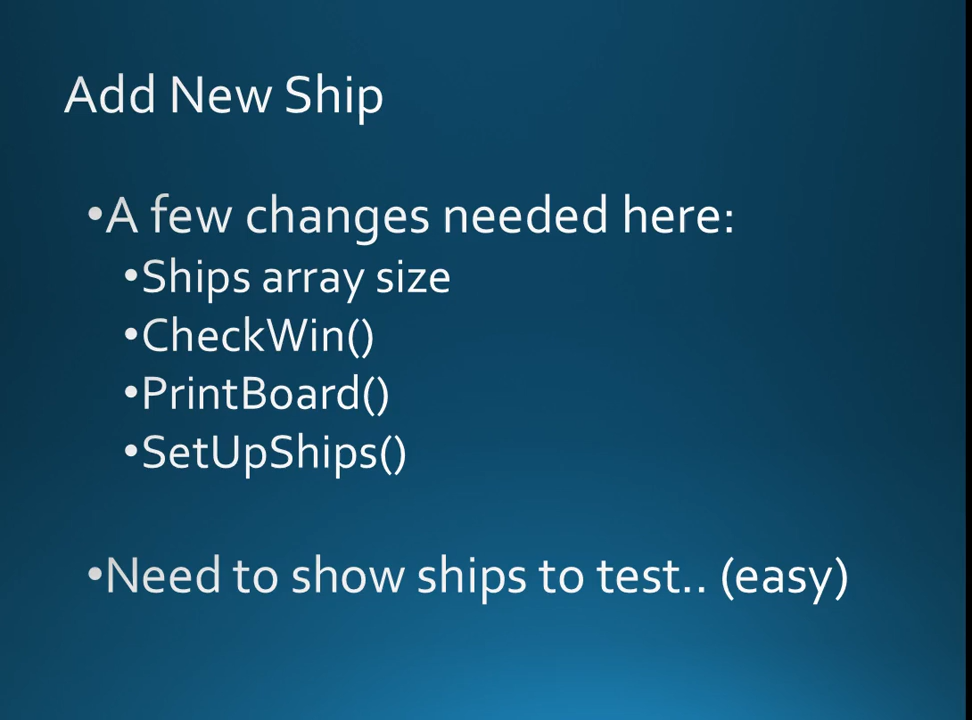 Add New Ship
•A few changes needed here:
•Ships array size
•CheckWin()
•PrintBoard()
•SetUpShips()
•Need to show ships to test.. (easy)